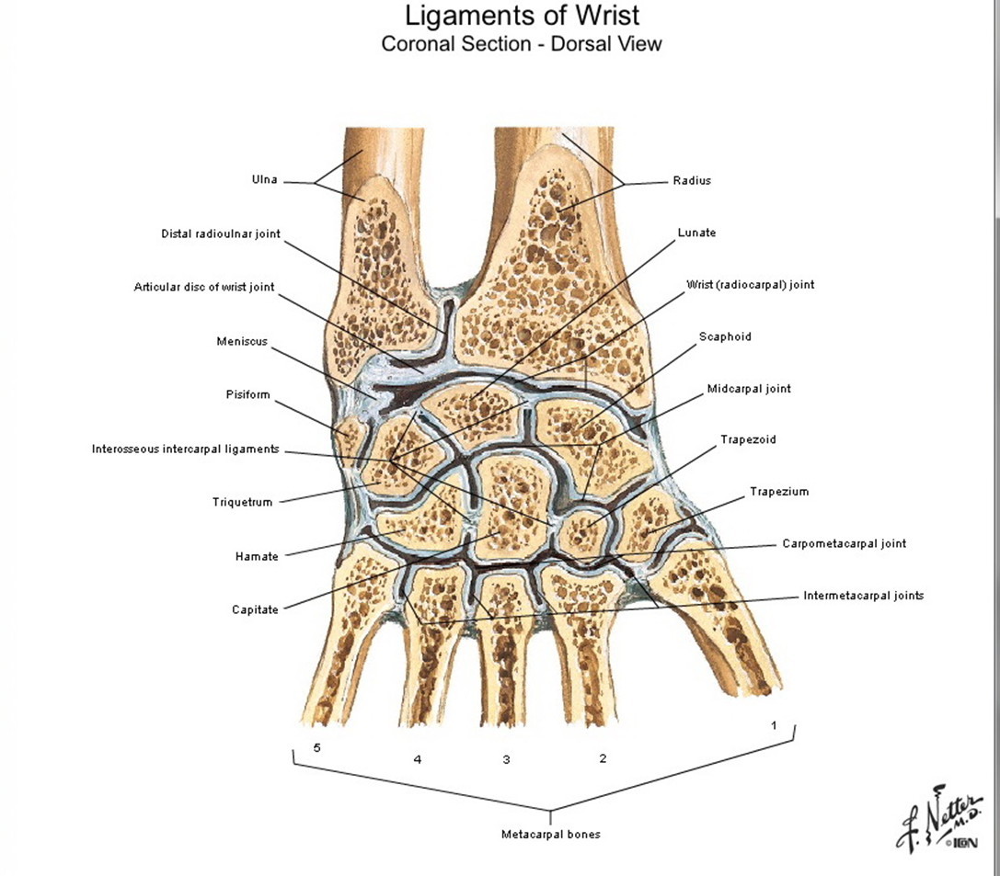 Ligaments of Wrist
Coronal Section - Dorsal View
Ulna
Radius
Distal radioulnar joint
Lunate
Articular disc of wrist joint
Wrist (radiocarpal) joint
Meniscus
Scaphoid
Pisiform
Midcarpal joint
Interosseous intercarpal ligaments
Trapezoid
Triquetrum
Trapezium
Hamate
Carpometacarpal joint
Capitate
Intermetacarpal joints
5
4
3
2
1
Metacarpal bones
F. Netter
M.D.
© ICON